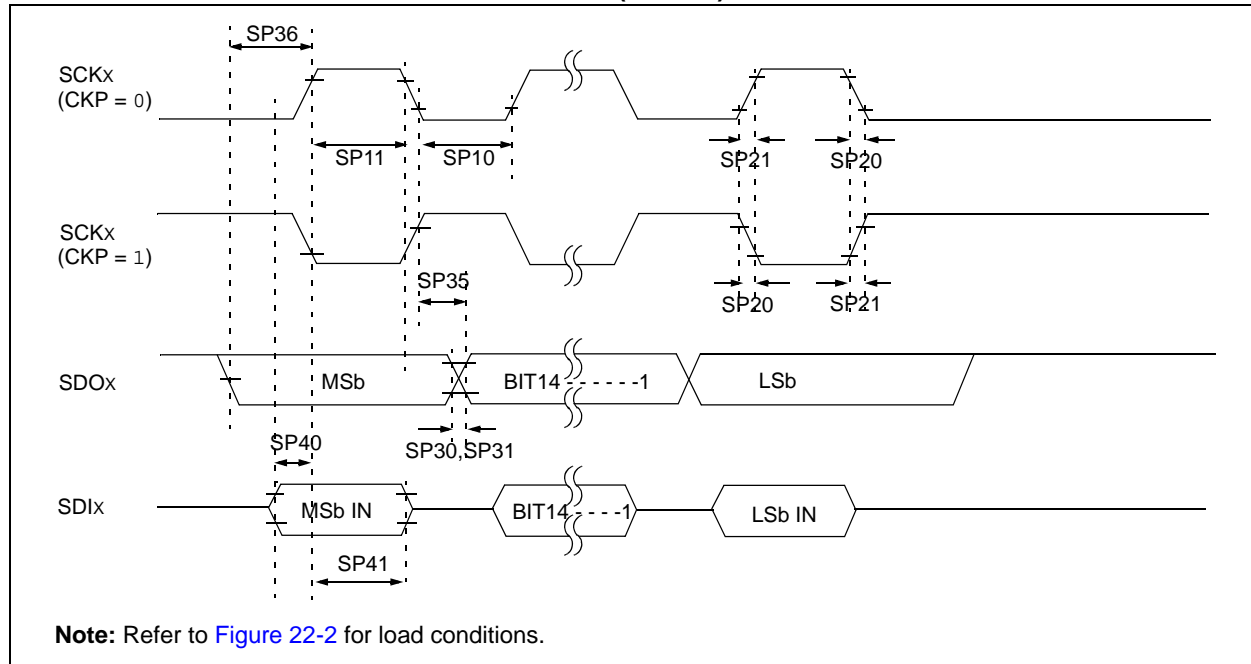 SP36
SCKx
(CKP = 0)
SP11
SP10
SP21
SP20
SCKx
(CKP = 1)
SP35
SP20
SP21
SDOx
MSb
BIT14 - - - - - -1
LSb
SP40
SP30,SP31
SDIx
MSb IN
BIT14 - - - -1
LSb IN
SP41
Note: Refer to Figure 22-2 for load conditions.